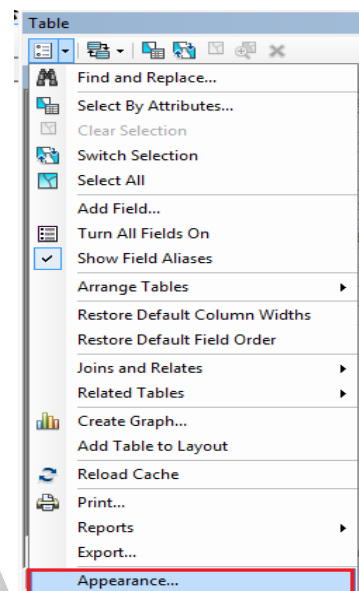 Table
Find and Replace...
Select By Attributes...
Clear Selection
Switch Selection
Select All
Add Field...
Turn All Fields On
Show Field Aliases
Arrange Tables
Restore Default Column Widths
Restore Default Field Order
Joins and Relates
Related Tables
Create Graph...
Add Table to Layout
Reload Cache
Print...
Reports
Export...
Appearance...